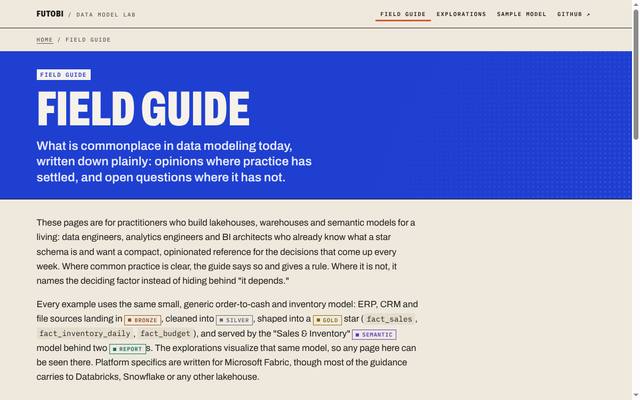 FUTOBI / DATA MODEL LAB
FIELD GUIDE EXPLORATIONS SAMPLE MODEL GITHUB ↗
HOME / FIELD GUIDE
FIELD GUIDE
FIELD GUIDE
What is commonplace in data modeling today,
written down plainly: opinions where practice has
settled, and open questions where it has not.
These pages are for practitioners who build lakehouses, warehouses and semantic models for a
living: data engineers, analytics engineers and BI architects who already know what a star
schema is and want a compact, opinionated reference for the decisions that come up every
week. Where common practice is clear, the guide says so and gives a rule. Where it is not, it
names the deciding factor instead of hiding behind "it depends."
Every example uses the same small, generic order-to-cash and inventory model: ERP, CRM and
file sources landing in BRONZE, cleaned into SILVER, shaped into a GOLD star ( fact_sales ,
fact_inventory_daily , fact_budget ), and served by the "Sales & Inventory" SEMANTIC
model behind two REPORTs. The explorations visualize that same model, so any page here can
be seen there. Platform specifics are written for Microsoft Fabric, though most of the guidance
carries to Databricks, Snowflake or any other lakehouse.